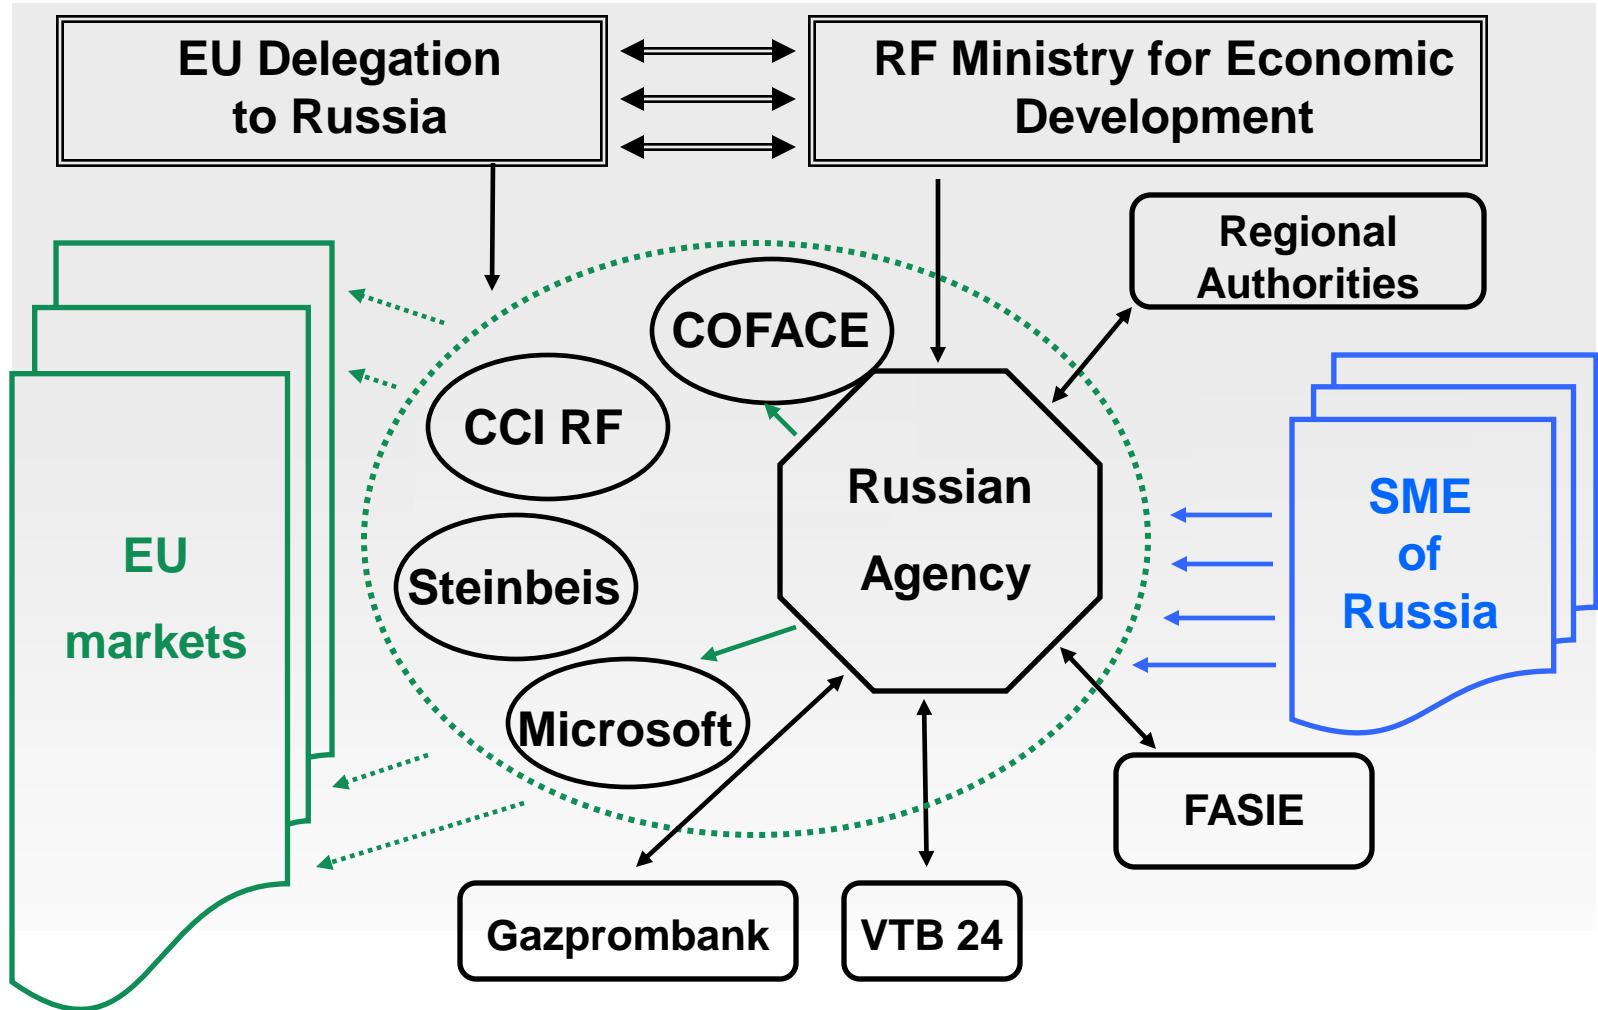 EU Delegation
to Russia
RF Ministry for Economic
Development
Regional
Authorities
COFACE
CCI RF
Russian
Agency
Steinbeis
Microsoft
EU
markets
SME
of
Russia
FASIE
Gazprombank
VTB 24